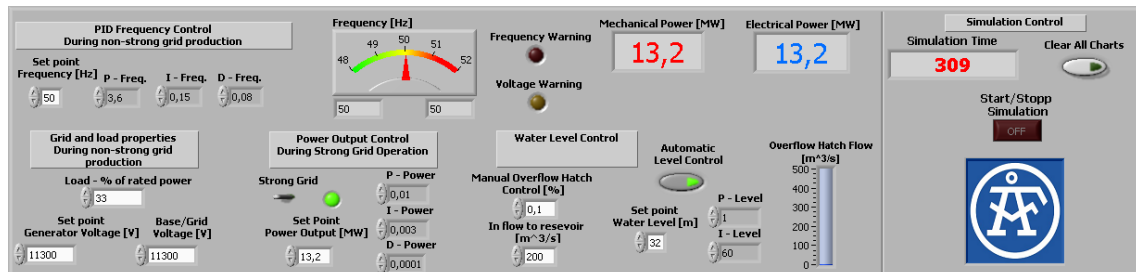 PID Frequency Control
During non-strong grid production
Set point
Frequency [Hz]
P - Freq.
I - Freq.
D - Freq.
50
3,6
0,15
0,08
Frequency [Hz]
48
49
50
51
52
50
50
Frequency Warning
Voltage Warning
Mechanical Power [MW]
13,2
Electrical Power [MW]
13,2
Simulation Control
Simulation Time
309
Clear All Charts
Start/Stopp
Simulation
OFF
Grid and load properties
During non-strong grid
production
Load - % of rated power
33
Set point
Generator Voltage [V]
11300
Base/Grid
Voltage [V]
11300
Power Output Control
During Strong Grid Operation
Strong Grid
Set Point
Power Output [MW]
13,2
P - Power
0,01
I - Power
0,003
D - Power
0,0001
Water Level Control
Manual Overflow Hatch
Control [%]
0,1
In flow to resevoir
[m^3/s]
200
Automatic
Level Control
Set point
Water Level [m]
32
P - Level
1
I - Level
60
Overflow Hatch Flow
[m^3/s]
500
400
300
200
100
0
ÅF